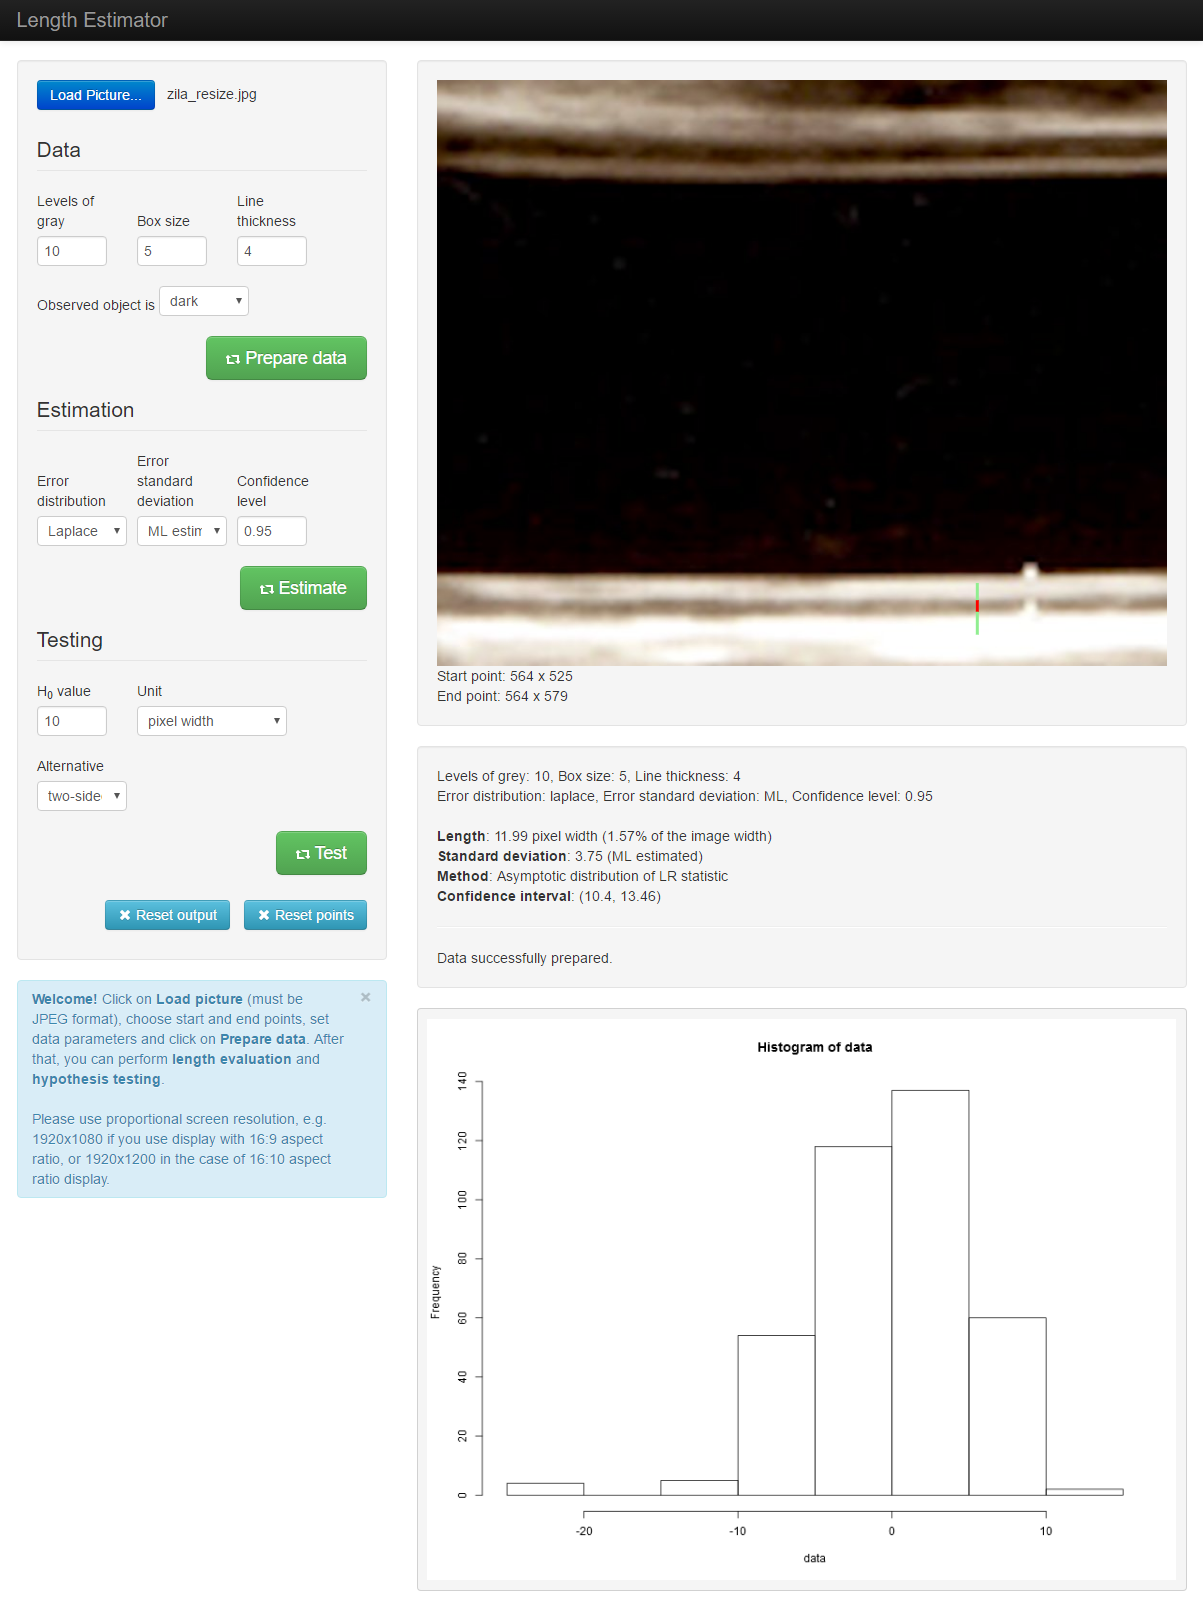 Length Estimator
Load Picture... zila_resize.jpg
Data
Levels of gray
Box size
Line thickness
10
5
4
Observed object is dark
Prepare data
Estimation
Error distribution
Error standard deviation
Confidence level
Laplace
ML estim
0.95
Estimate
Testing
H0 value
Unit
10
pixel width
Alternative
two-side
Test
Reset output
Reset points
Welcome! Click on Load picture (must be
JPEG format), choose start and end points, set
data parameters and click on Prepare data. After
that, you can perform length evaluation and
hypothesis testing.
Please use proportional screen resolution, e.g.
1920x1080 if you use display with 16:9 aspect
ratio, or 1920x1200 in the case of 16:10 aspect
ratio display.
×
Start point: 564 x 525
End point: 564 x 579
Levels of grey: 10, Box size: 5, Line thickness: 4
Error distribution: laplace, Error standard deviation: ML, Confidence level: 0.95
Length: 11.99 pixel width (1.57% of the image width)
Standard deviation: 3.75 (ML estimated)
Method: Asymptotic distribution of LR statistic
Confidence interval: (10.4, 13.46)
Data successfully prepared.
Histogram of data
Frequency
140
120
100
80
60
40
20
0
-20
-10
0
10
data